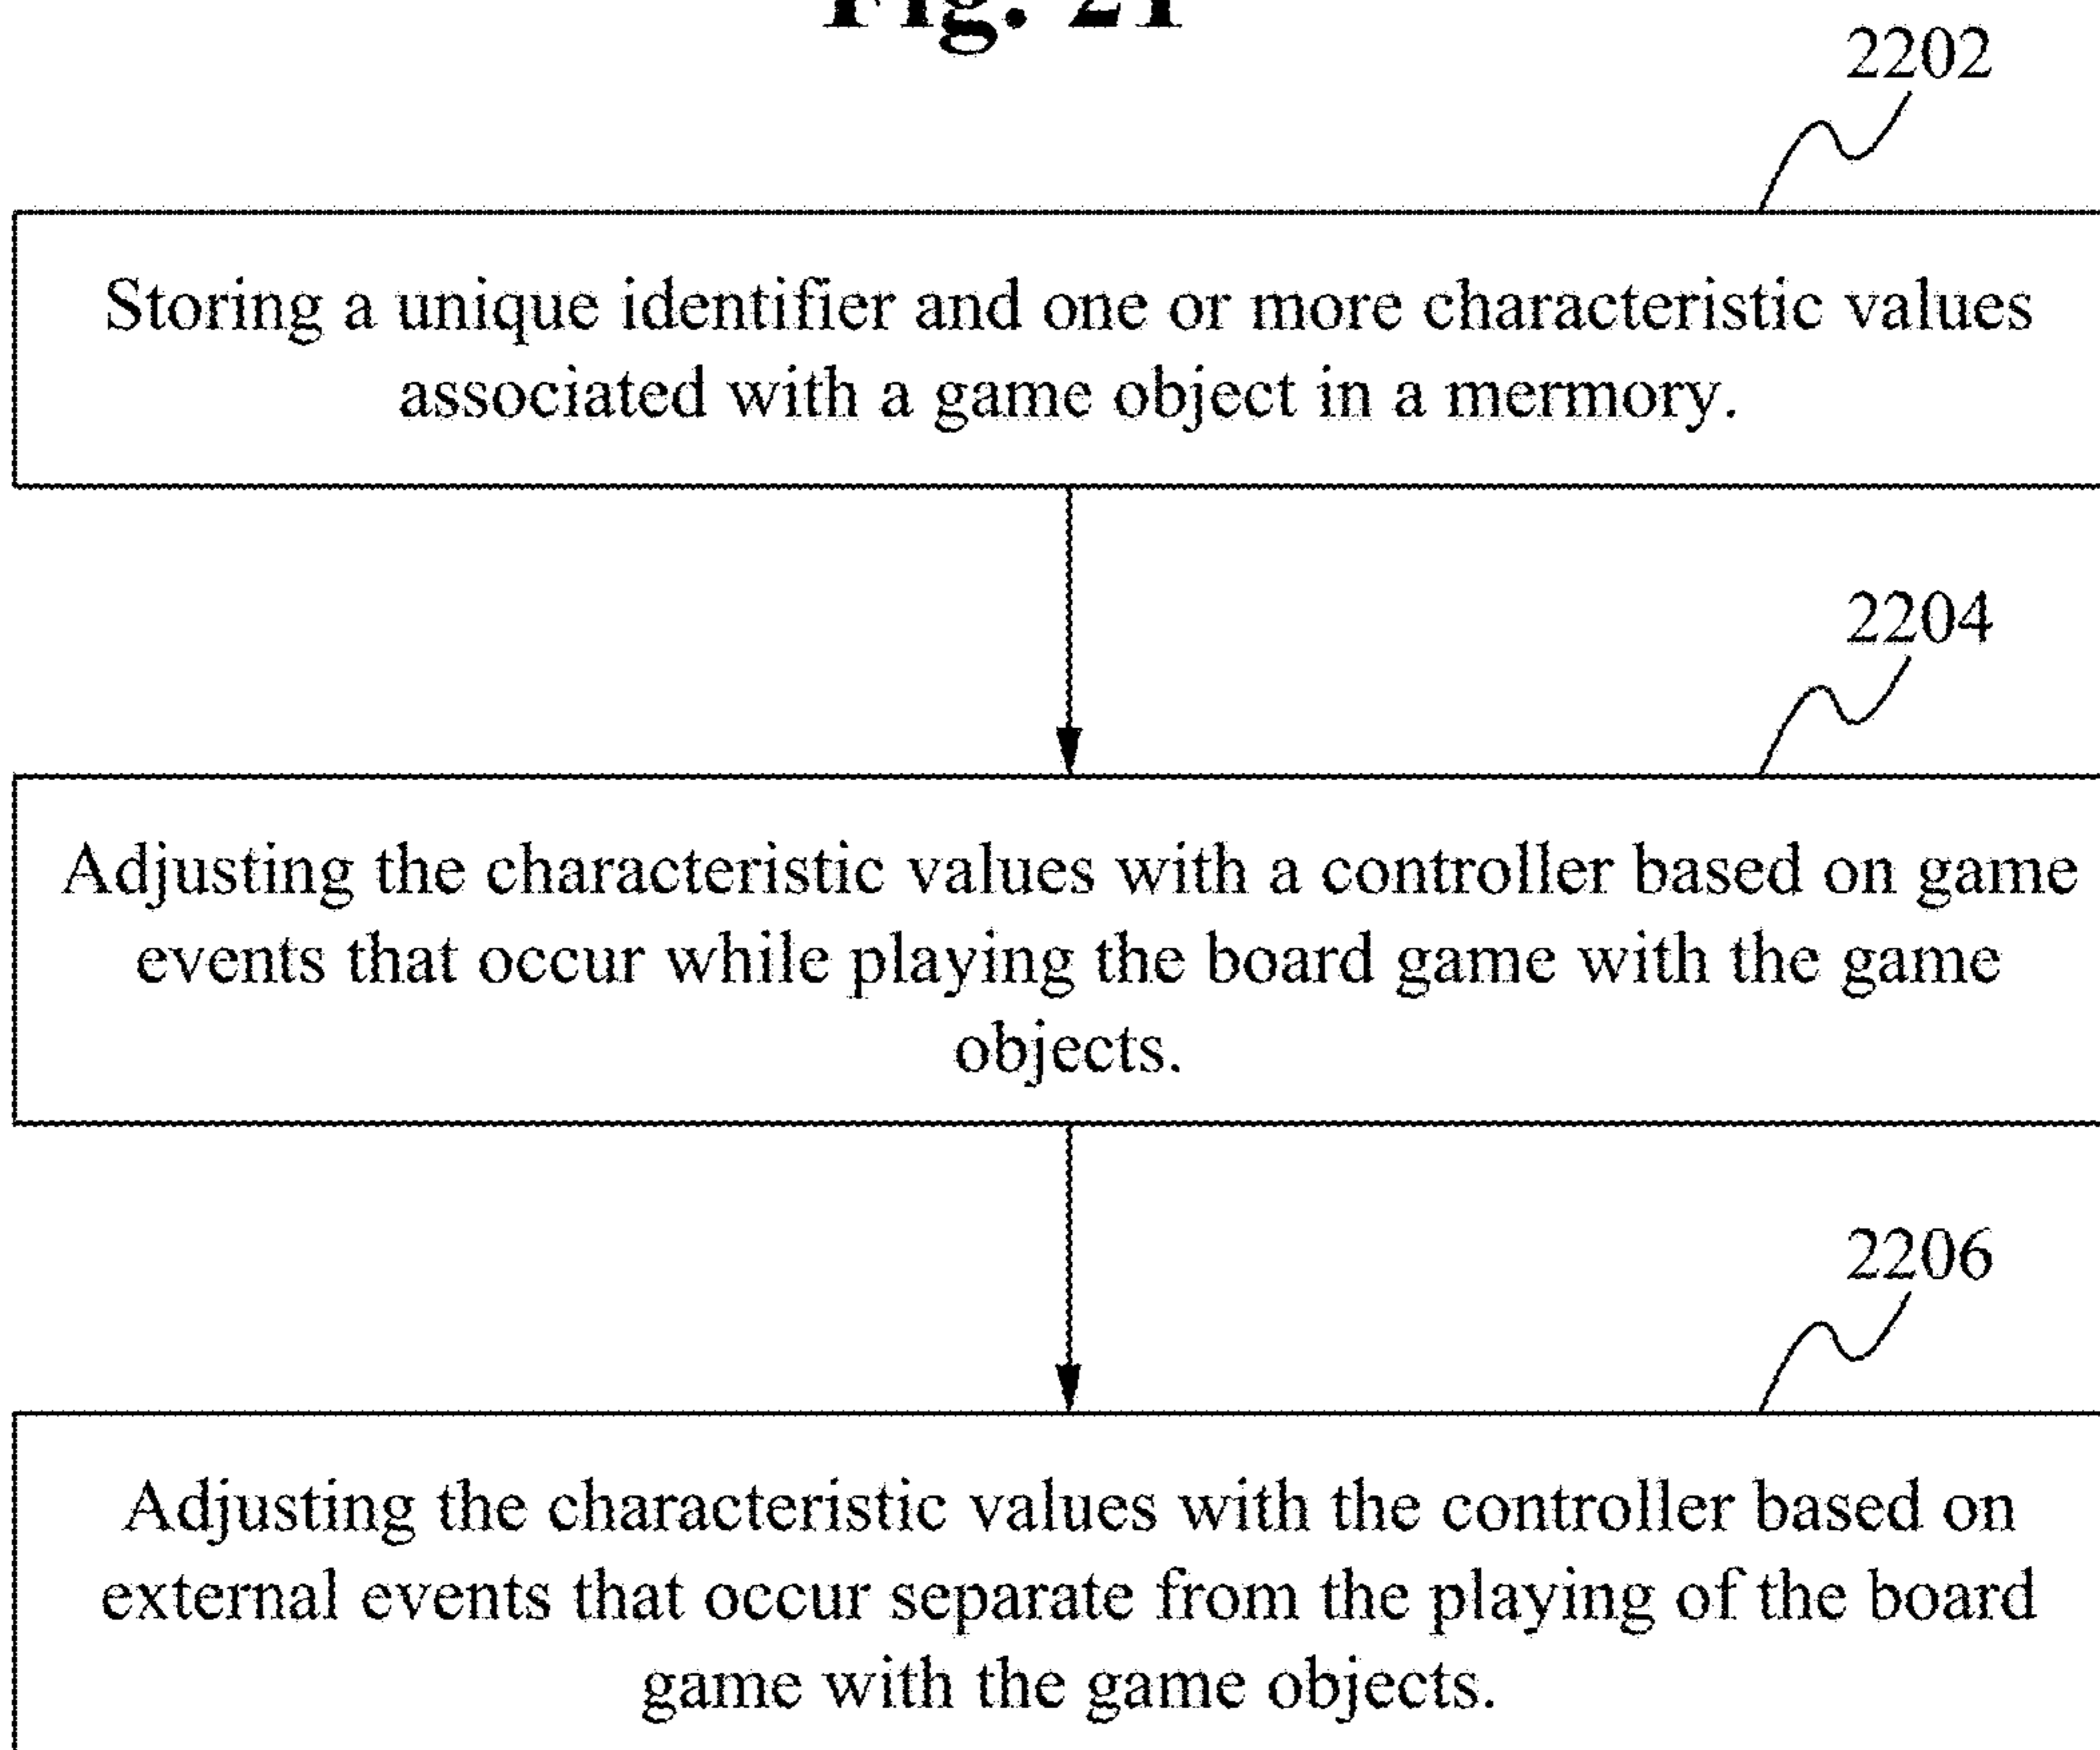 Fig. 21
2202
Storing a unique identifier and one or more characteristic values
associated with a game object in a mermory.
2204
Adjusting the characteristic values with a controller based on game
events that occur while playing the board game with the game
objects.
2206
Adjusting the characteristic values with the controller based on
external events that occur separate from the playing of the board
game with the game objects.